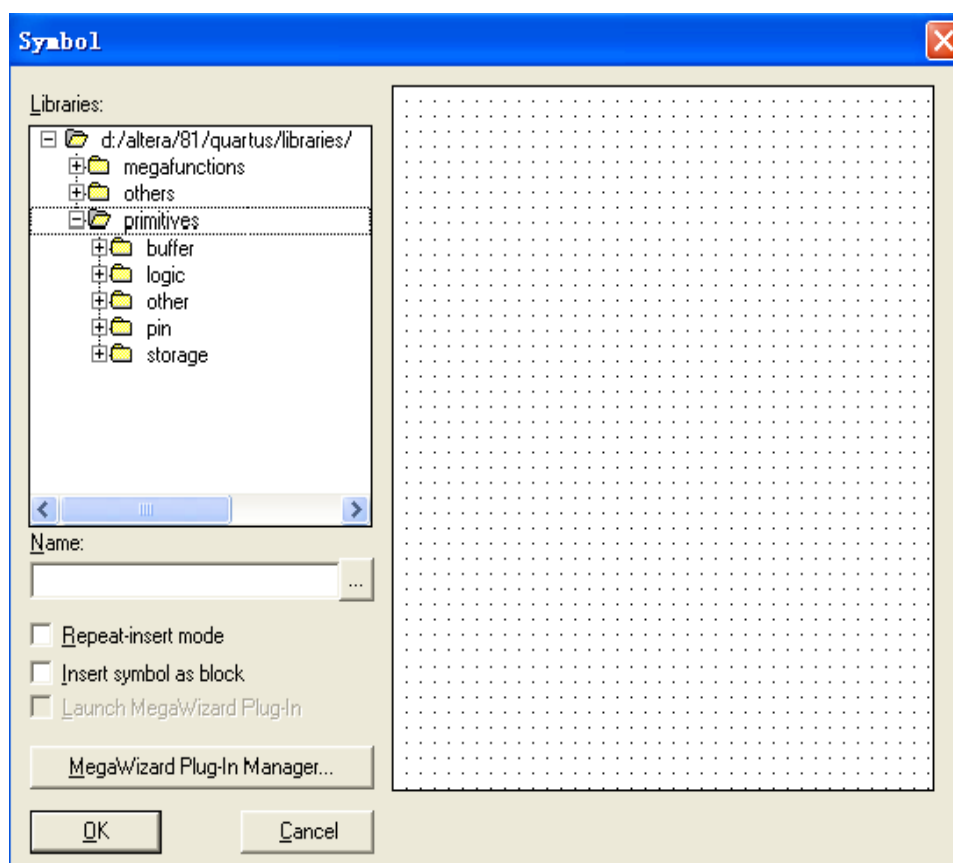 Symbol
Libraries:
d:/altera/81/quartus/libraries/
megafunctions
others
primitives
buffer
logic
other
pin
storage
Name:
...
Repeat-insert mode
Insert symbol as block
Launch MegaWizard Plug-In
MegaWizard Plug-In Manager...
OK Cancel